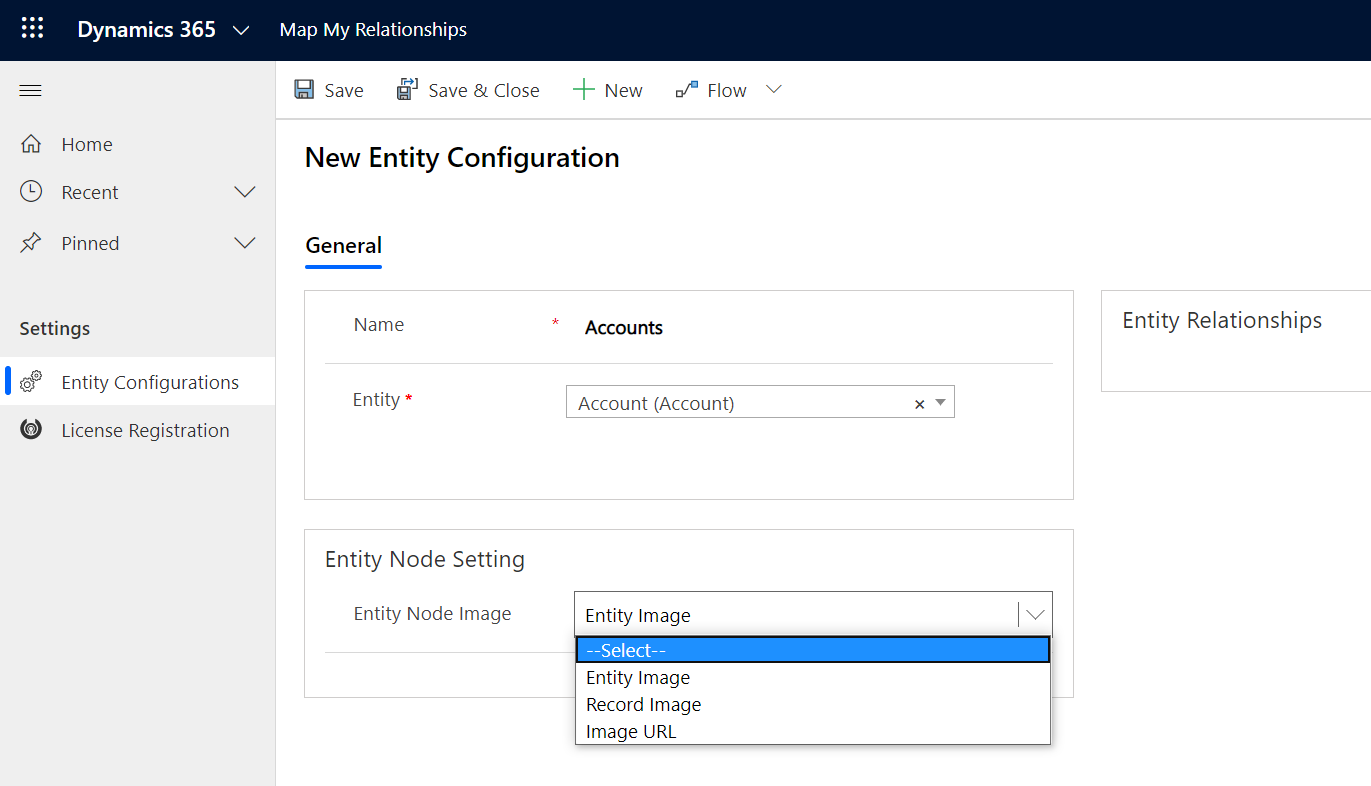 Dynamics 365 Map My Relationships
Save Save & Close New Flow
Home
Recent
Pinned
Settings
Entity Configurations
License Registration
New Entity Configuration
General
Name * Accounts
Entity * Account (Account) ×
Entity Relationships
Entity Node Setting
Entity Node Image Entity Image
--Select--
Entity Image
Record Image
Image URL